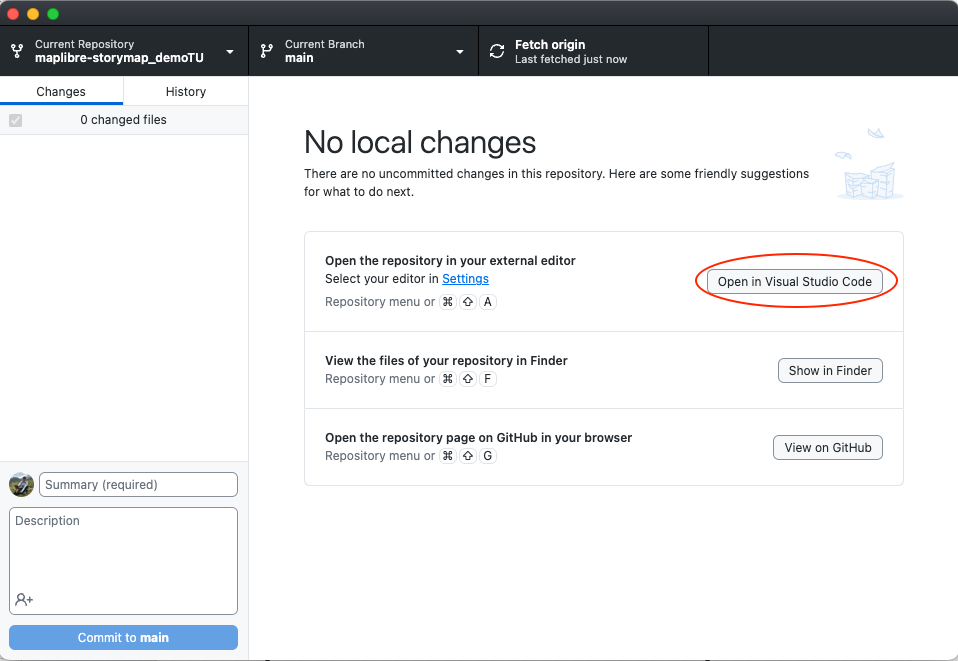 Current Repository
maplibre-storymap_demoTU
Current Branch
main
Fetch origin
Last fetched just now
Changes
History
0 changed files
No local changes
There are no uncommitted changes in this repository. Here are some friendly suggestions
for what to do next.
Open the repository in your external editor
Select your editor in Settings
Repository menu or ⌘ ⇧ A
Open in Visual Studio Code
View the files of your repository in Finder
Repository menu or ⌘ ⇧ F
Show in Finder
Open the repository page on GitHub in your browser
Repository menu or ⌘ ⇧ G
View on GitHub
Summary (required)
Description
Commit to main